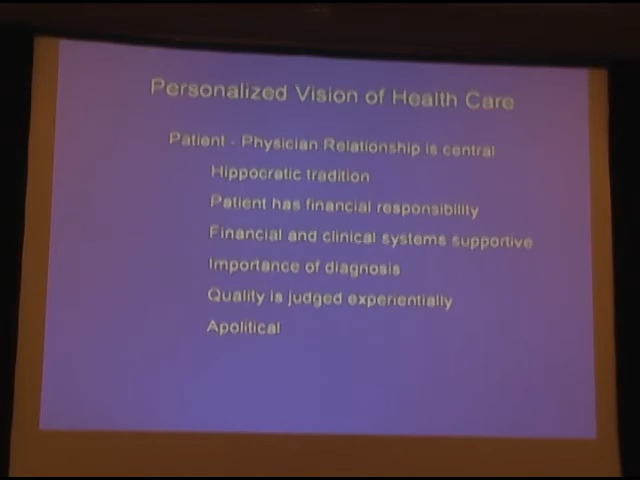 Personalized Vision of Health Care
Patient - Physician Relationship is central
Hippocratic tradition
Patient has financial responsibility
Financial and clinical systems supportive
Importance of diagnosis
Quality is judged experientially
Apolitical